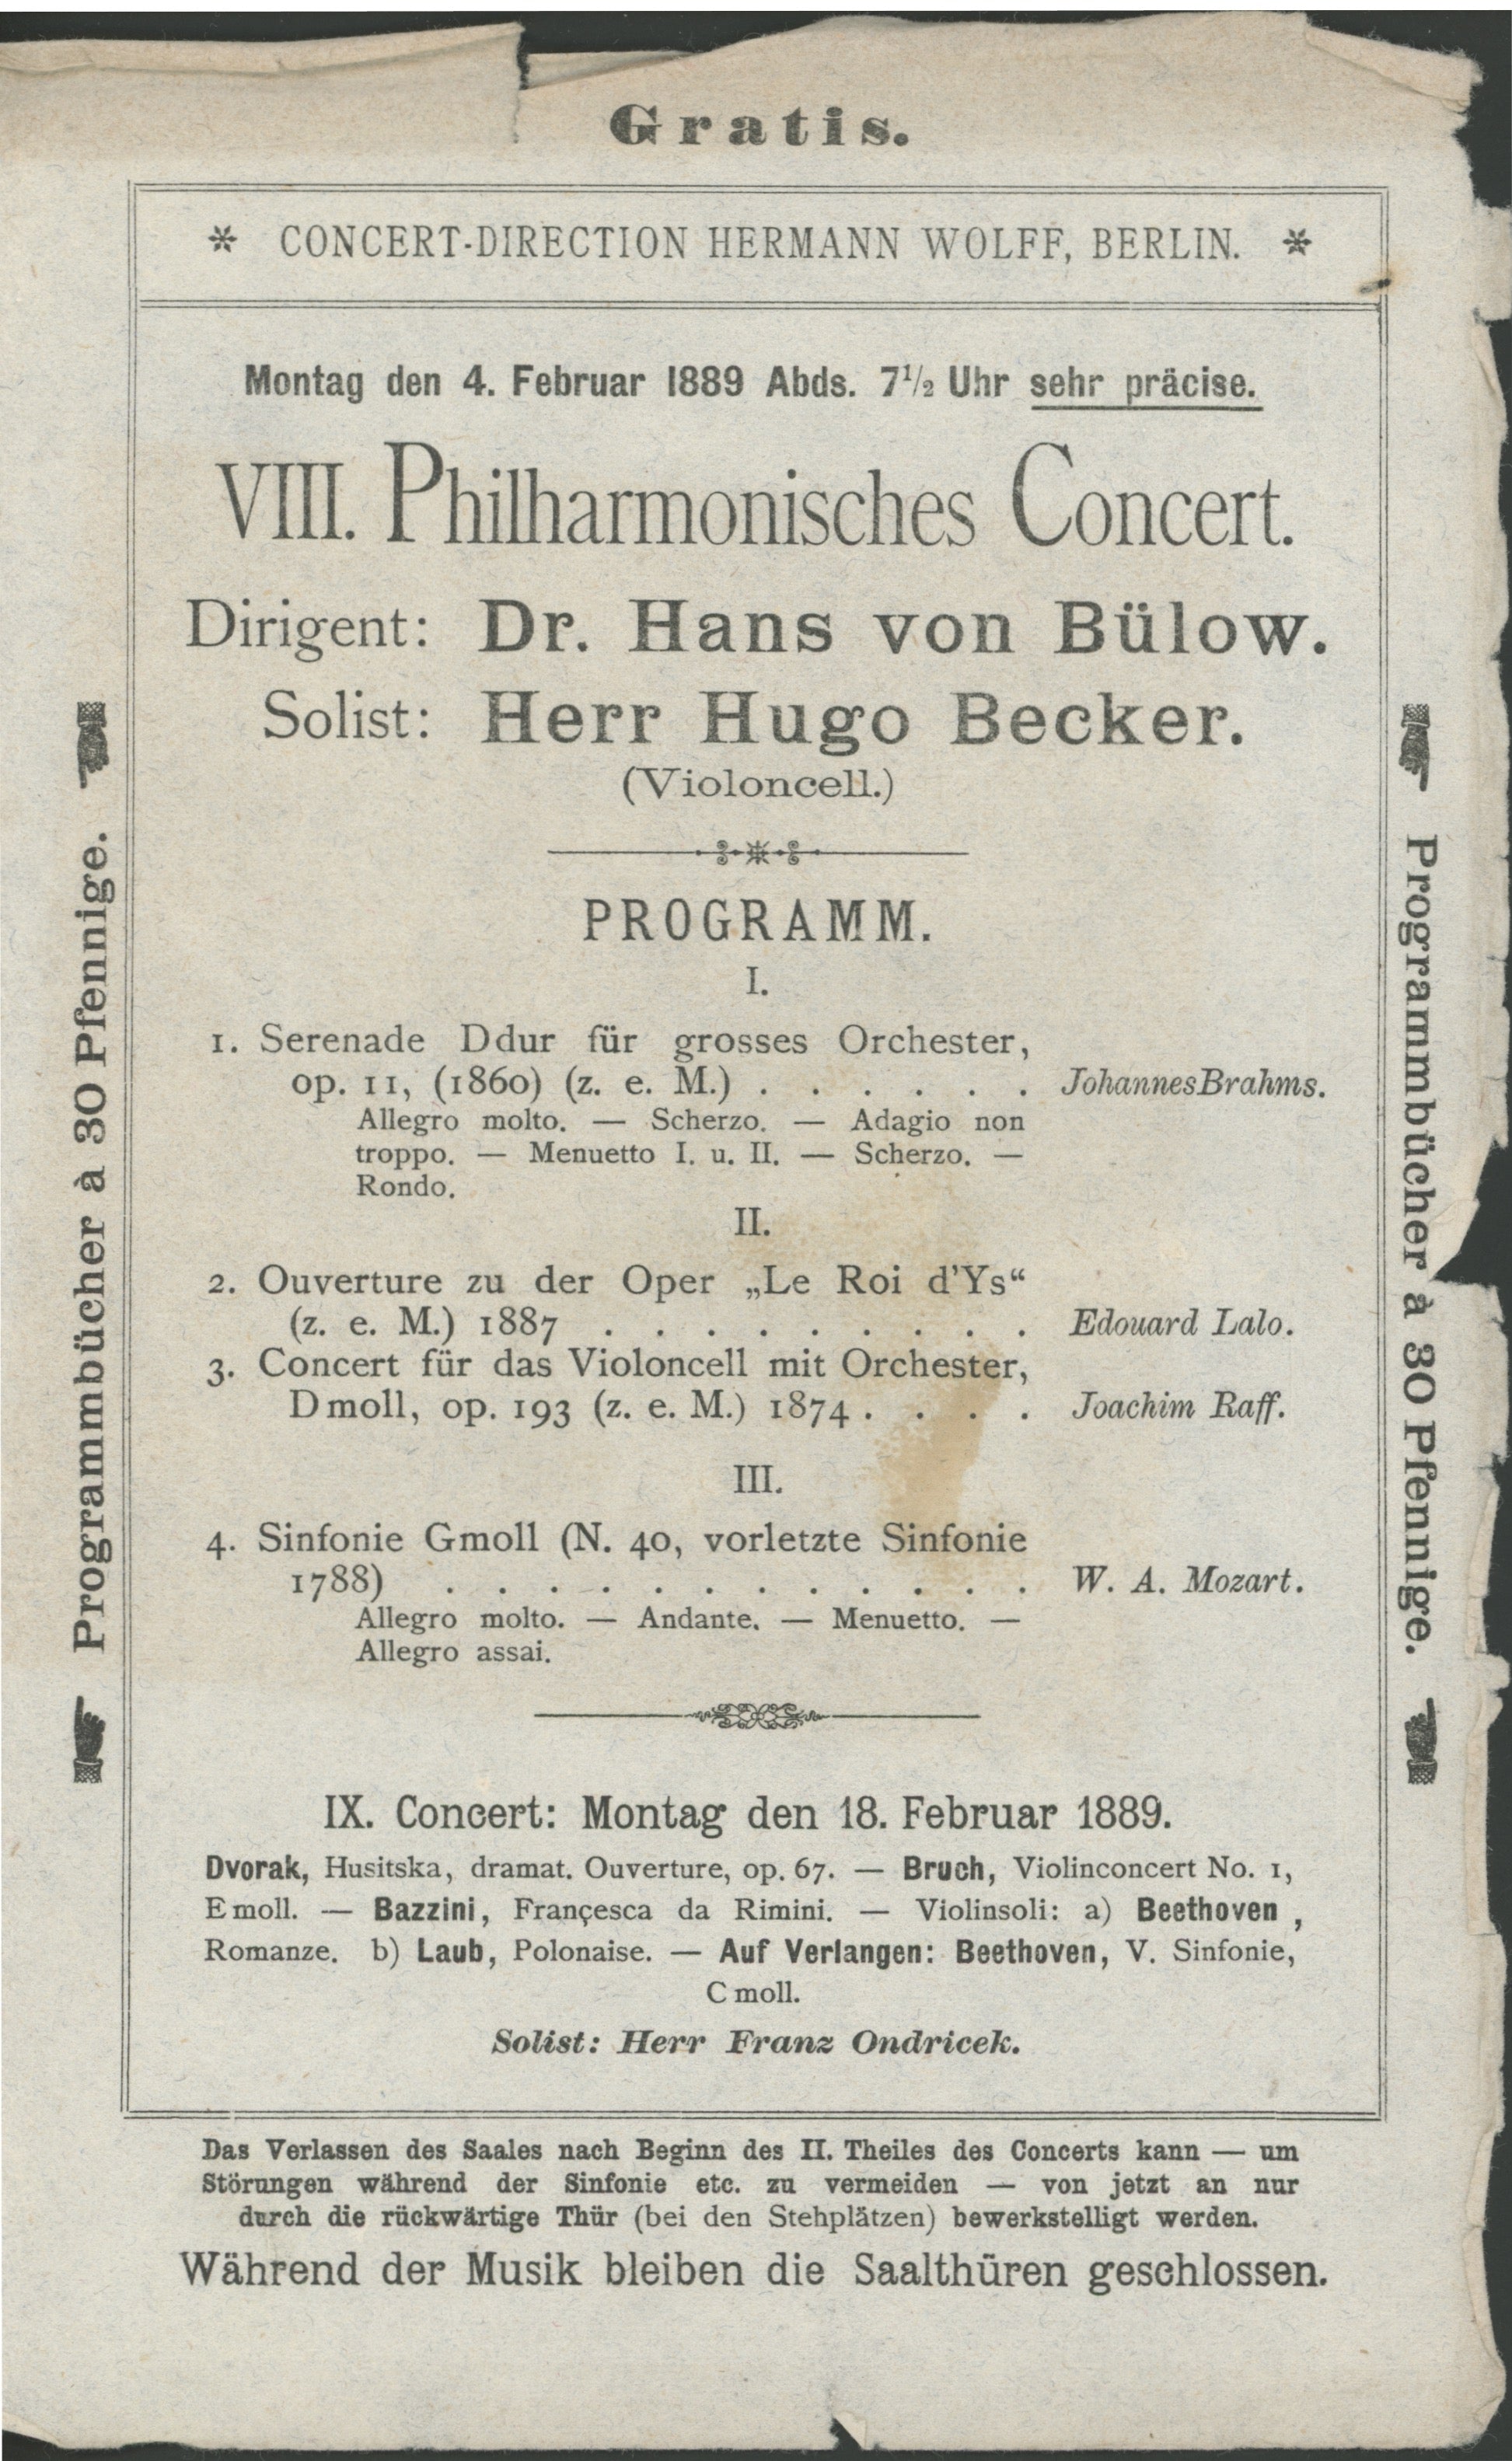 Gratis.
* CONCERT-DIRECTION HERMANN WOLFF, BERLIN. *
Montag den 4. Februar 1889 Abds. 7½ Uhr sehr präcise.
VIII. Philharmonisches Concert.
Dirigent: Dr. Hans von Bülow.
Solist: Herr Hugo Becker.
(Violoncell.)
PROGRAMM.
I.
1. Serenade Ddur für grosses Orchester,
op. 11, (1860) (z. e. M.) . . . . . . Johannes Brahms.
Allegro molto. — Scherzo. — Adagio non
troppo. — Menuetto I. u. II. — Scherzo. —
Rondo.
II.
2. Ouverture zu der Oper „Le Roi d'Ys“
(z. e. M.) 1887 . . . . . . . . . Edouard Lalo.
3. Concert für das Violoncell mit Orchester,
Dmoll, op. 193 (z. e. M.) 1874 . . . . Joachim Raff.
III.
4. Sinfonie Gmoll (N. 40, vorletzte Sinfonie
1788) . . . . . . . . . . . . W. A. Mozart.
Allegro molto. — Andante. — Menuetto. —
Allegro assai.
IX. Concert: Montag den 18. Februar 1889.
Dvorak, Husitska, dramat. Ouverture, op. 67. — Bruch, Violinconcert No. 1,
Emoll. — Bazzini, Françesca da Rimini. — Violinsoli: a) Beethoven,
Romanze. b) Laub, Polonaise. — Auf Verlangen: Beethoven, V. Sinfonie,
Cmoll.
Solist: Herr Franz Ondricek.
Das Verlassen des Saales nach Beginn des II. Theiles des Concerts kann — um
Störungen während der Sinfonie etc. zu vermeiden — von jetzt an nur
durch die rückwärtige Thür (bei den Stehplätzen) bewerkstelligt werden.
Während der Musik bleiben die Saalthüren geschlossen.
Programmbücher à 30 Pfennige.
Programmbücher à 30 Pfennige.